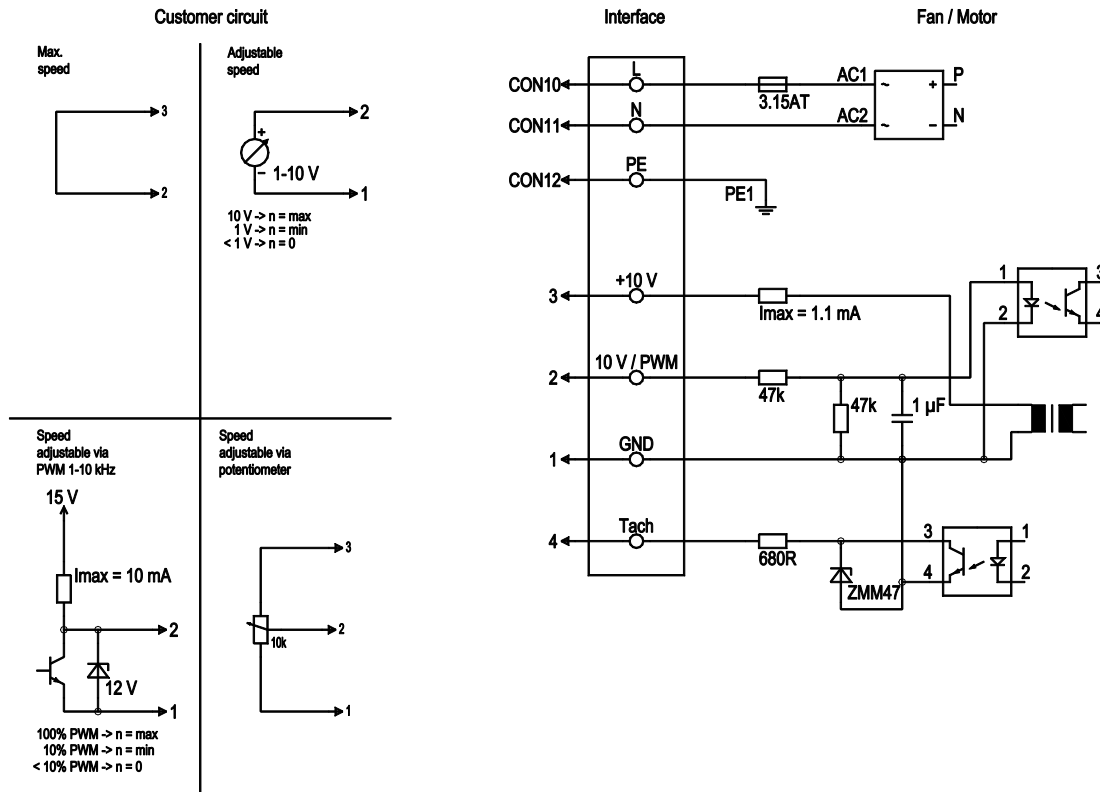 Customer circuit
Interface
Fan / Motor
Max.
speed
3
2
Adjustable
speed
2
+
1-10 V
–
1
10 V -> n = max
1 V -> n = min
< 1 V -> n = 0
Speed
adjustable via
PWM 1-10 kHz
15 V
Imax = 10 mA
2
12 V
1
100% PWM -> n = max
10% PWM -> n = min
< 10% PWM -> n = 0
Speed
adjustable via
potentiometer
3
2
10k
1
L
CON10
3.15AT
AC1
~
+
P
N
CON11
AC2
~
–
N
PE
CON12
PE1
+10 V
3
Imax = 1.1 mA
1
2
3
4
10 V / PWM
2
47k
47k
1 µF
GND
1
Tach
4
680R
ZMM47
3
4
1
2